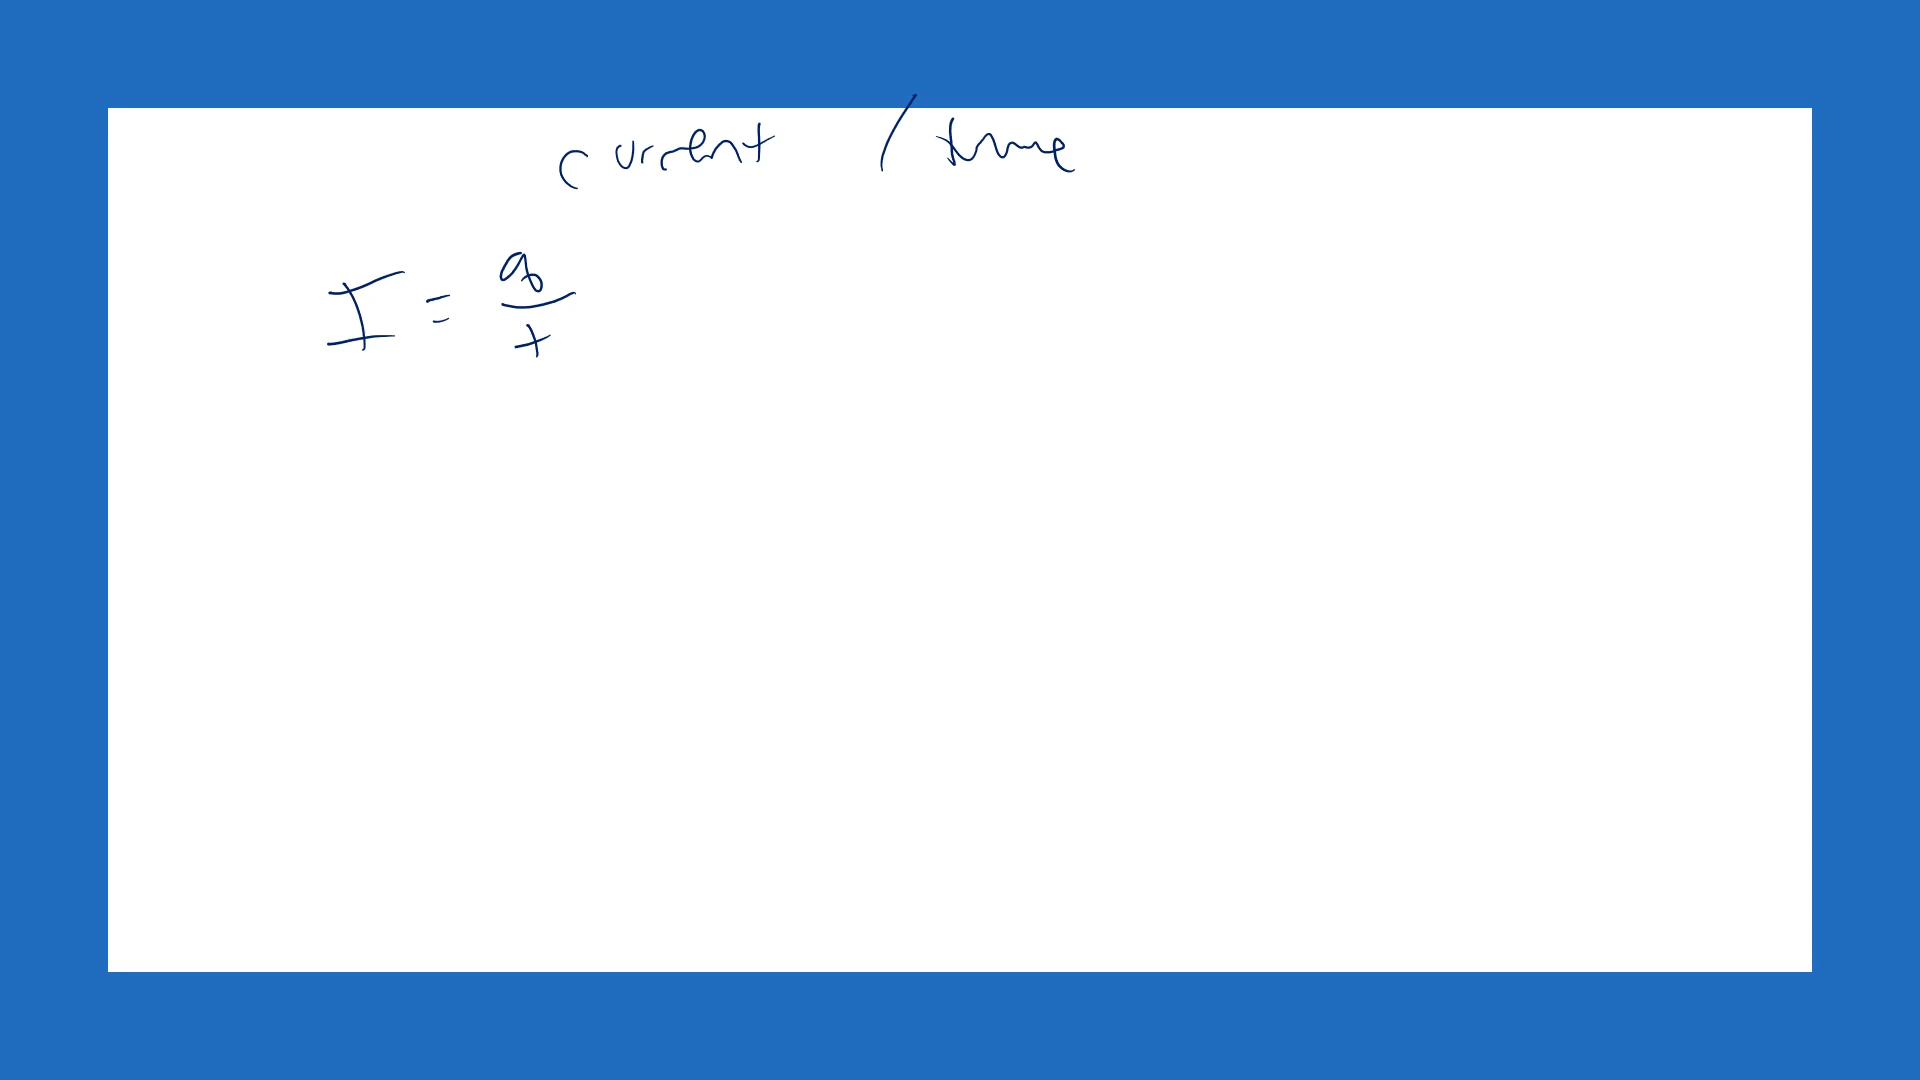 current / time
I = q/t